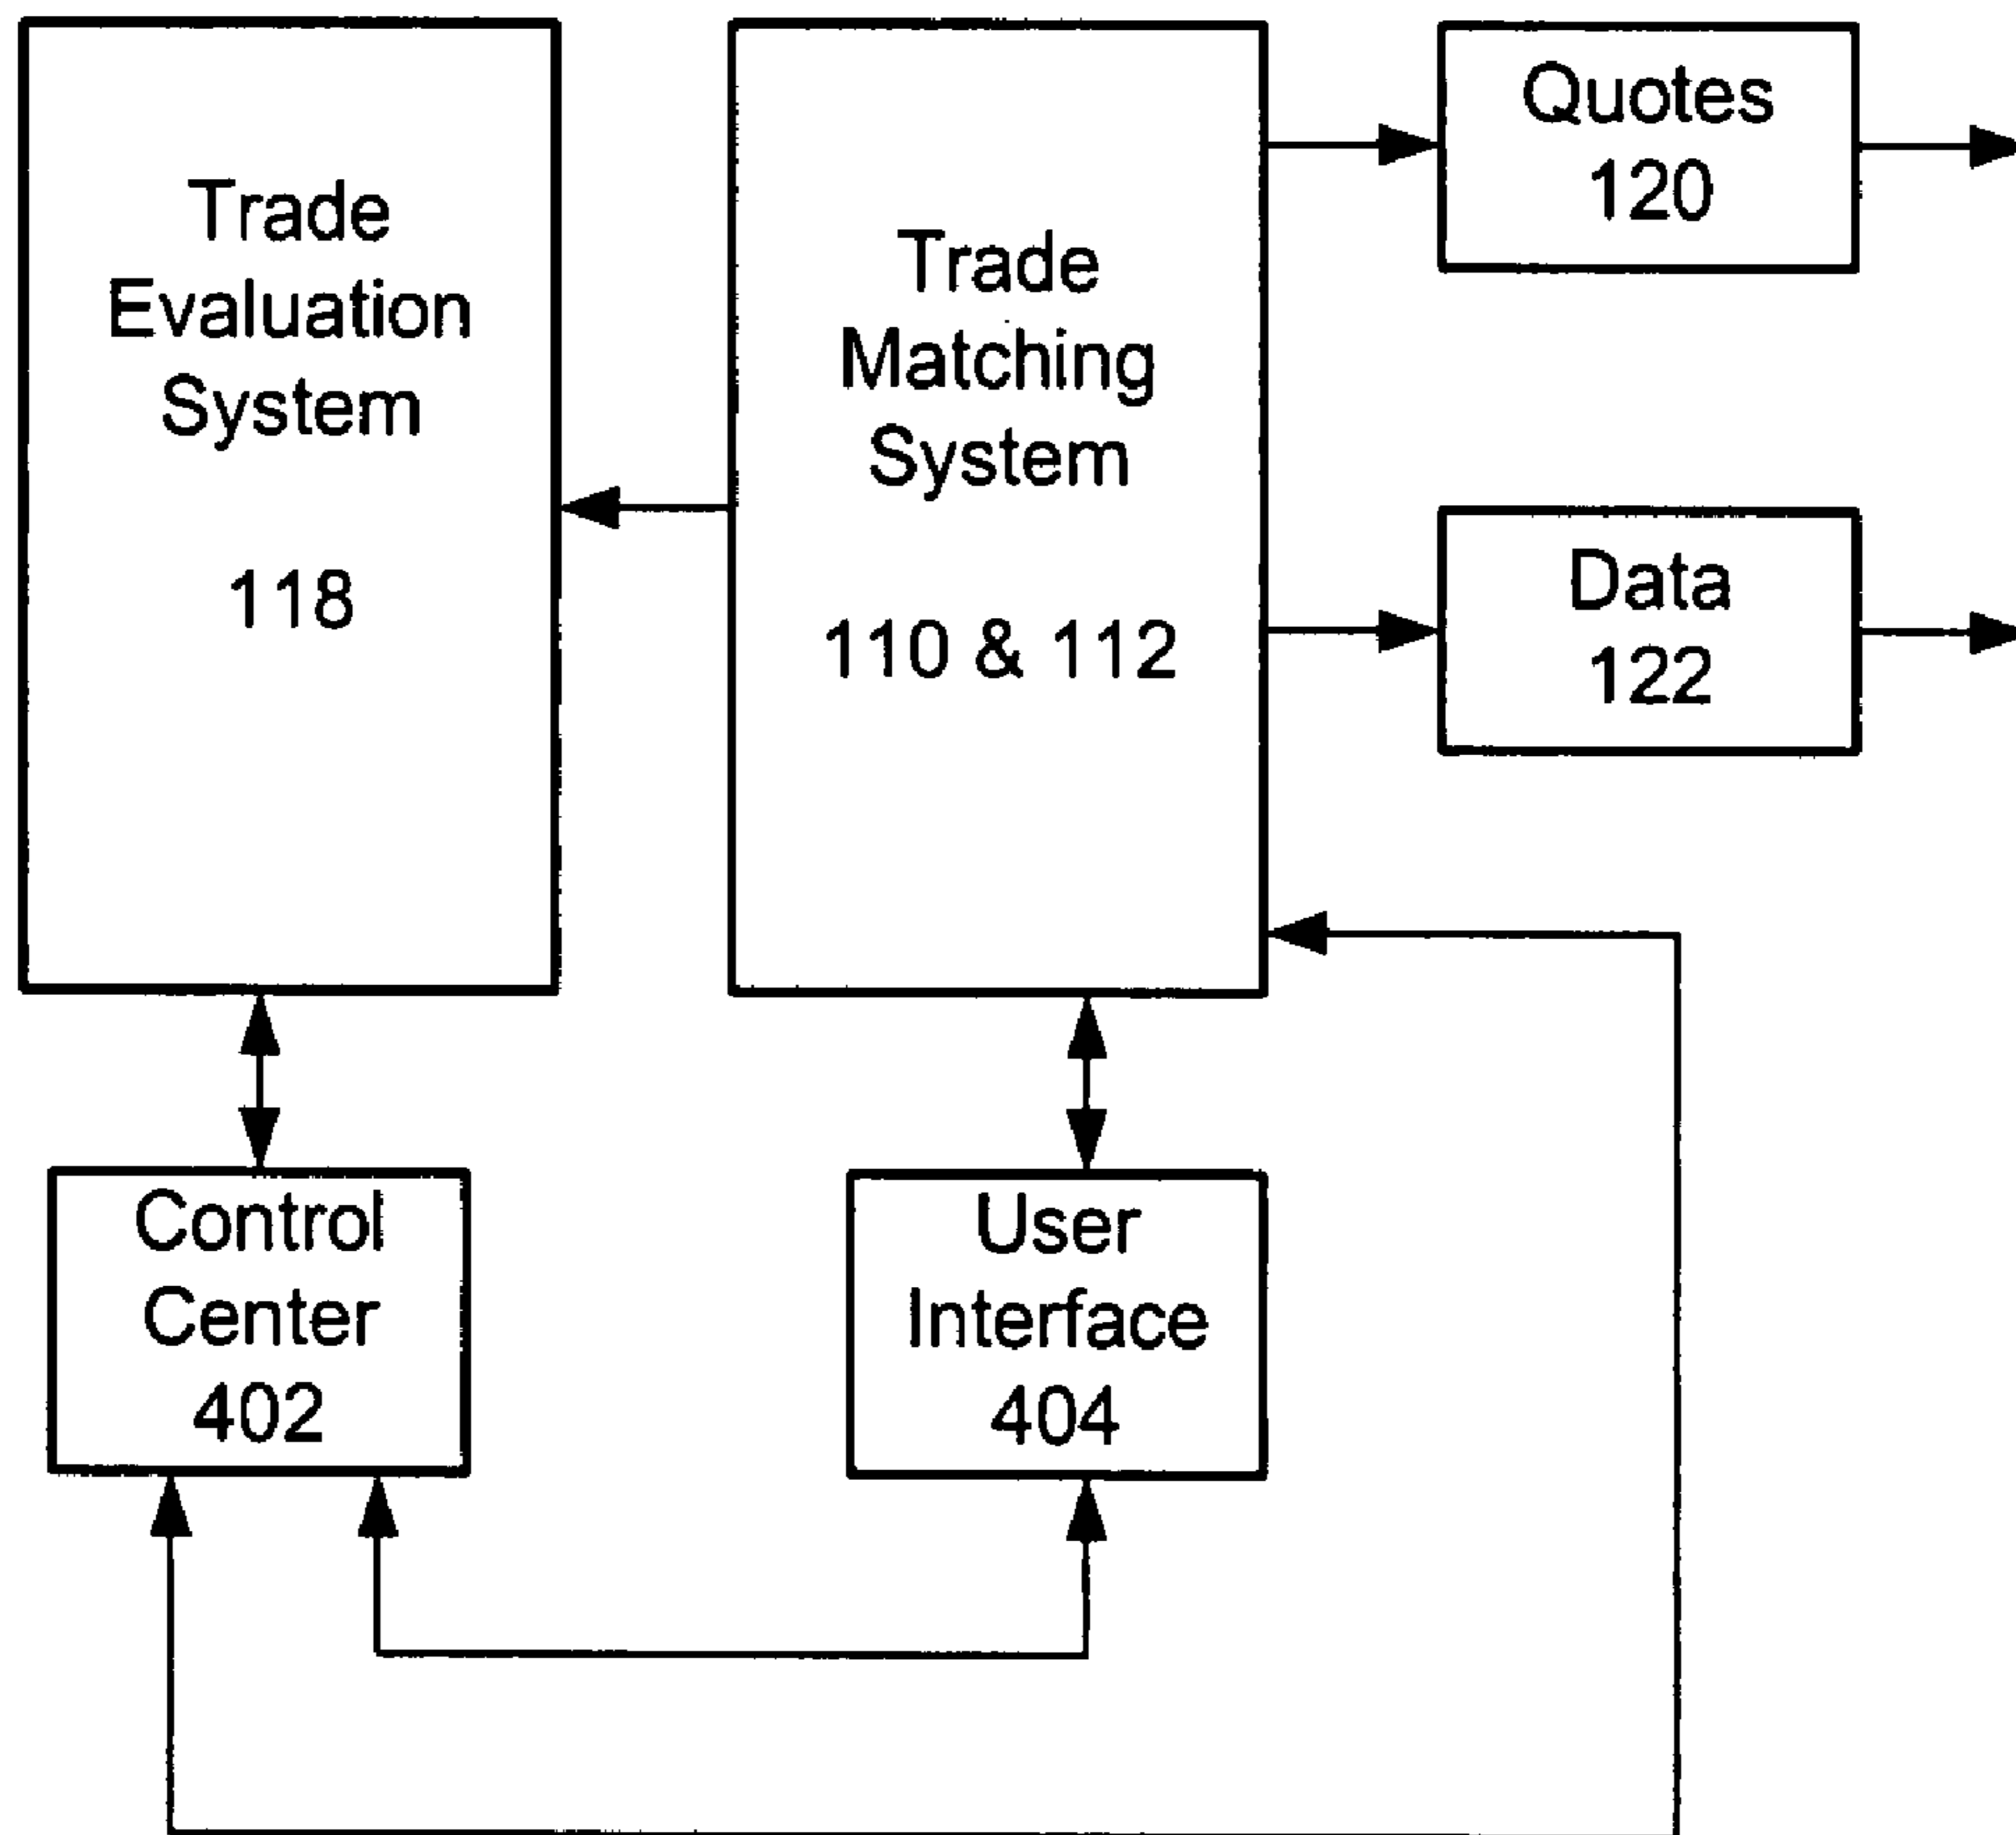 Trade
Evaluation
System
118
Trade
Matching
System
110 & 112
Quotes
120
Data
122
Control
Center
402
User
Interface
404